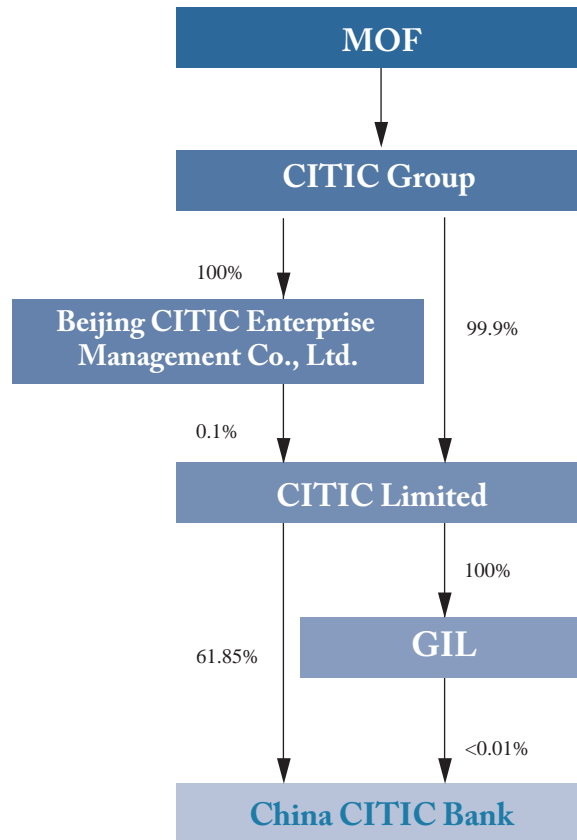 MOF
CITIC Group
100%
Beijing CITIC Enterprise
Management Co., Ltd.
99.9%
0.1%
CITIC Limited
100%
GIL
61.85%
<0.01%
China CITIC Bank